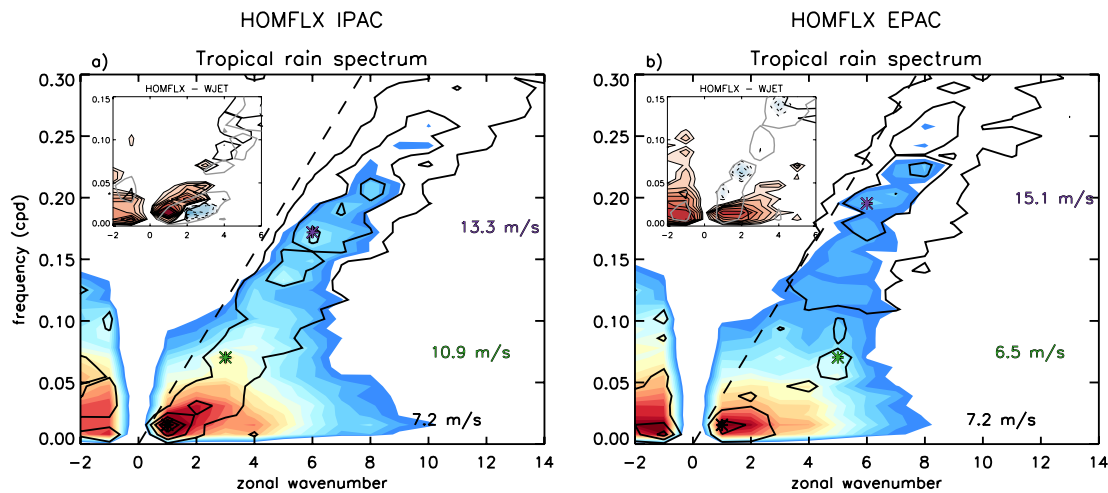 HOMFLX IPAC
HOMFLX EPAC
a)
Tropical rain spectrum
b)
Tropical rain spectrum
0.30
0.25
0.20
0.15
0.10
0.05
0.00
frequency (cpd)
HOMFLX - WJET
0.15
0.10
0.05
0.00
-2 0 2 4 6
13.3 m/s
10.9 m/s
7.2 m/s
-2 0 2 4 6 8 10 12 14
zonal wavenumber
0.30
0.25
0.20
0.15
0.10
0.05
0.00
HOMFLX - WJET
0.15
0.10
0.05
0.00
-2 0 2 4 6
15.1 m/s
6.5 m/s
7.2 m/s
-2 0 2 4 6 8 10 12 14
zonal wavenumber